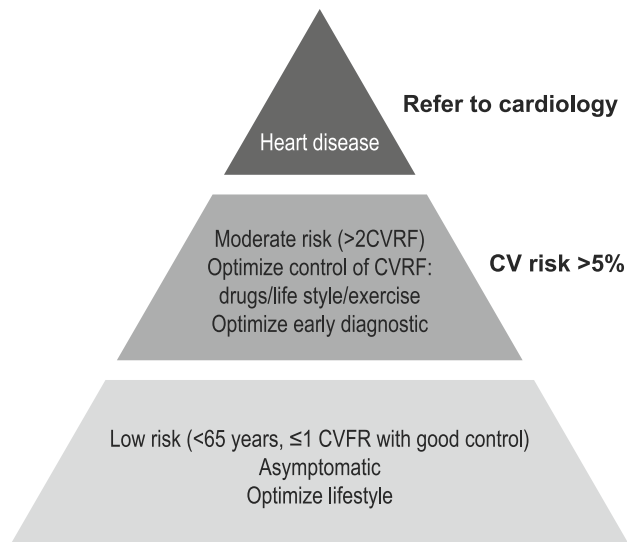 Refer to cardiology
Heart disease
Moderate risk (>2CVRF)
Optimize control of CVRF:
drugs/life style/exercise
Optimize early diagnostic
CV risk >5%
Low risk (<65 years, ≤1 CVFR with good control)
Asymptomatic
Optimize lifestyle